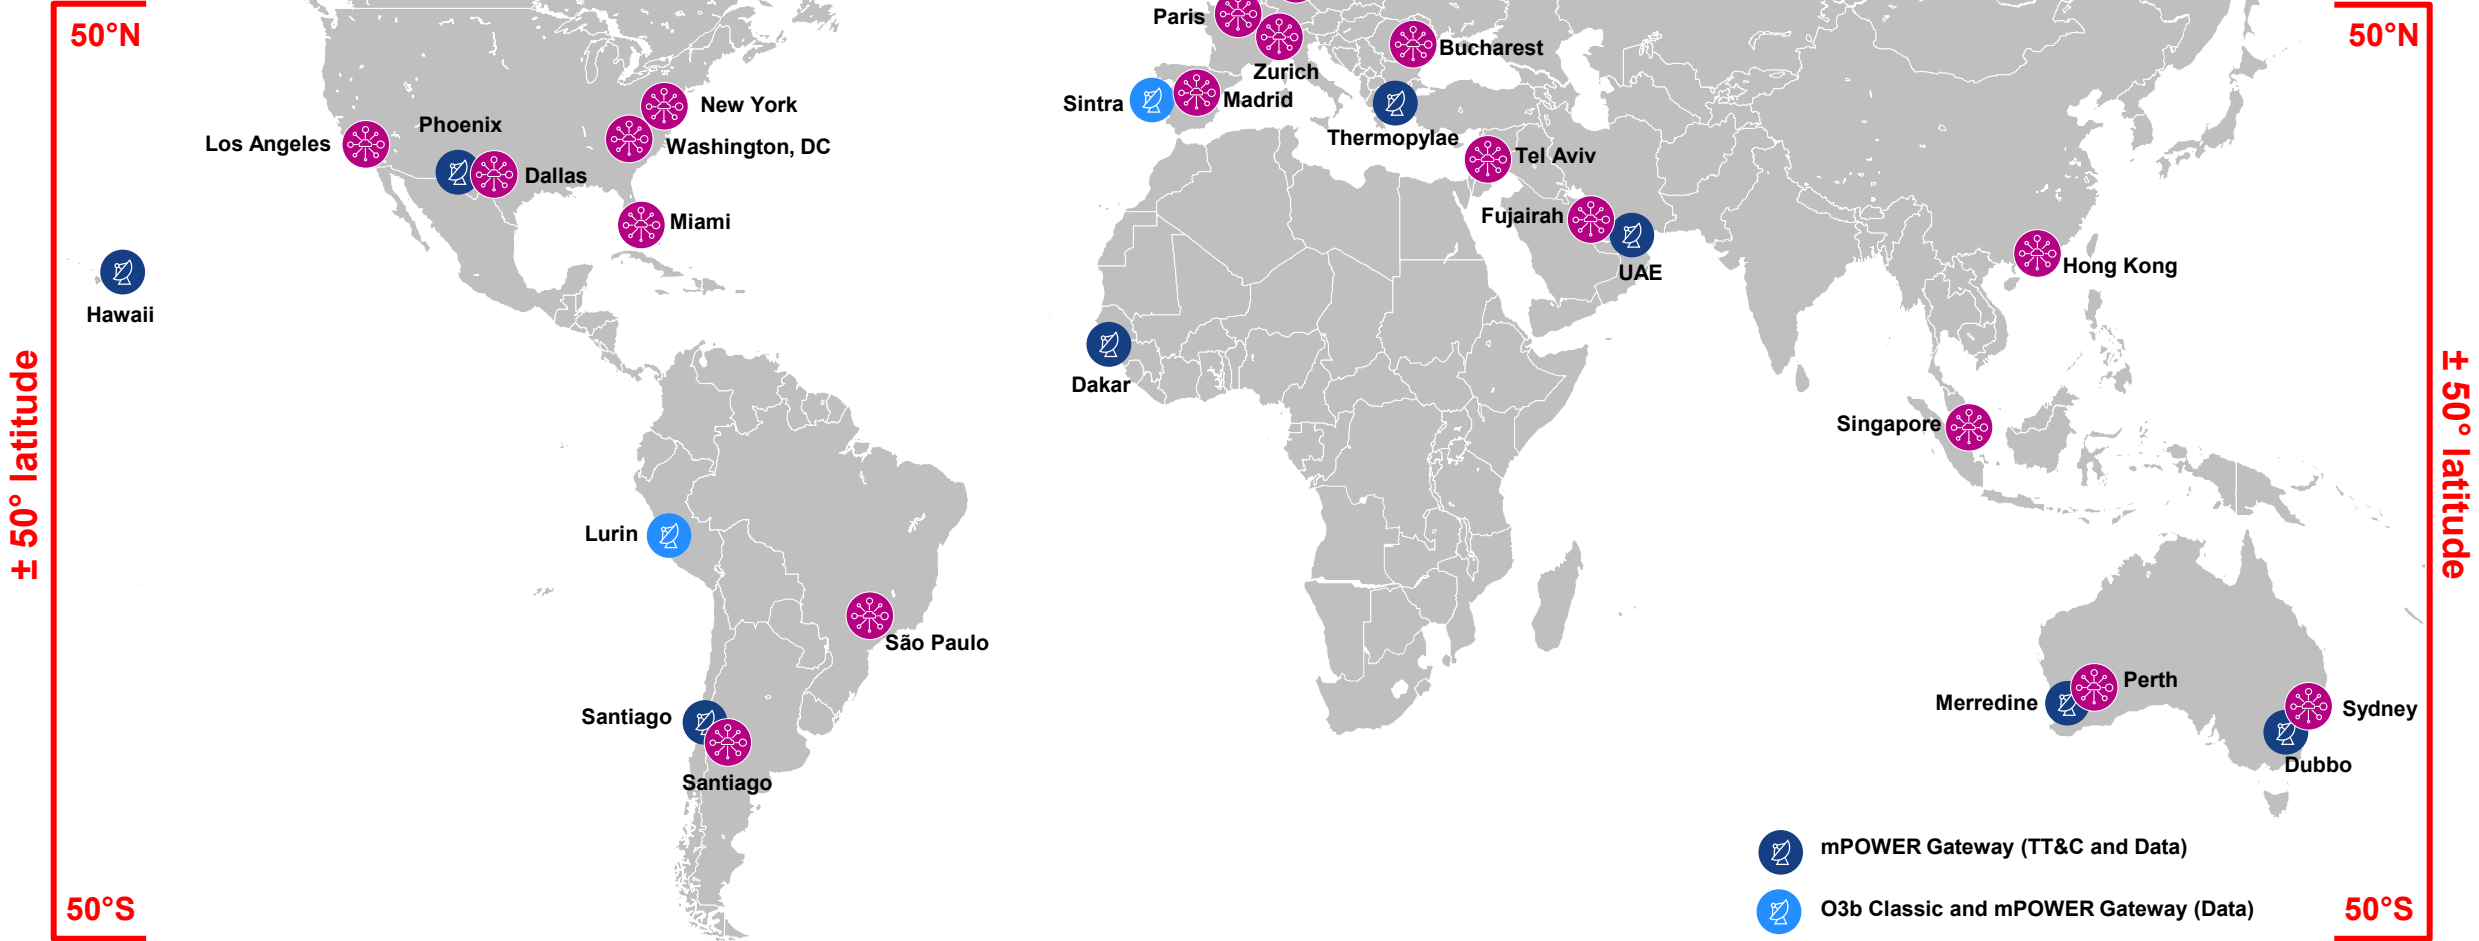 50°N
50°N
Paris
Bucharest
Zurich
Sintra
Madrid
New York
Phoenix
Los Angeles
Washington, DC
Thermopylae
Tel Aviv
Dallas
Miami
Fujairah
Hong Kong
UAE
Hawaii
Dakar
± 50° latitude
± 50° latitude
Singapore
Lurin
São Paulo
Perth
Merredine
Sydney
Santiago
Dubbo
Santiago
mPOWER Gateway (TT&C and Data)
O3b Classic and mPOWER Gateway (Data)
50°S
50°S